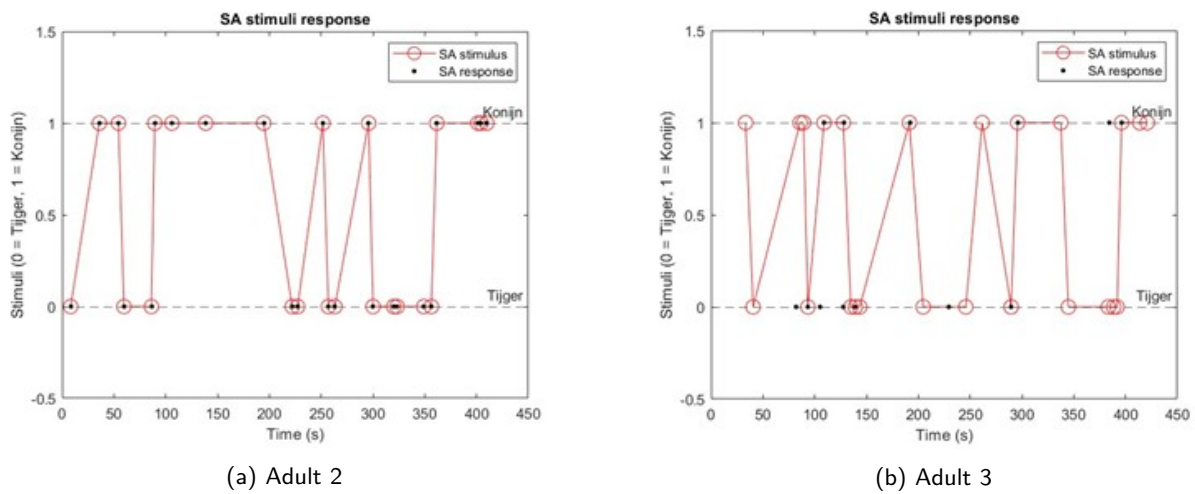 SA stimuli response
1.5
1
0.5
0
-0.5
Stimuli (0 = Tijger, 1 = Konijn)
SA stimulus
SA response
Konijn
Tijger
0 50 100 150 200 250 300 350 400 450
Time (s)
(a) Adult 2
SA stimuli response
1.5
1
0.5
0
-0.5
Stimuli (0 = Tijger, 1 = Konijn)
SA stimulus
SA response
Konijn
Tijger
0 50 100 150 200 250 300 350 400 450
Time (s)
(b) Adult 3